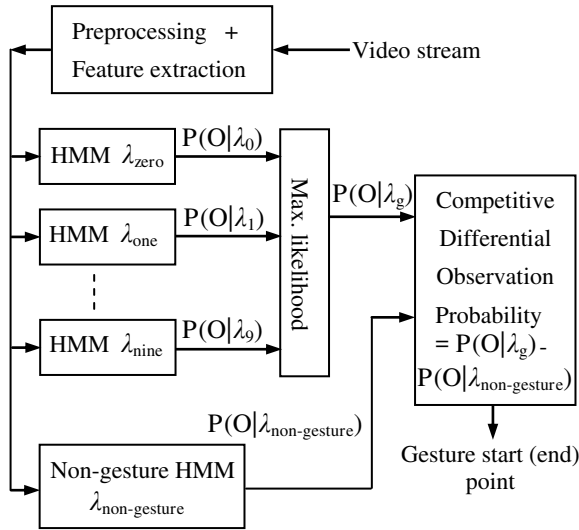 Preprocessing +
Feature extraction
Video stream
HMM λzero
P(O|λ0)
HMM λone
P(O|λ1)
HMM λnine
P(O|λ9)
Max. likelihood
P(O|λg)
Competitive
Differential
Observation
Probability
= P(O|λg) -
P(O|λnon-gesture)
P(O|λnon-gesture)
Non-gesture HMM
λnon-gesture
Gesture start (end)
point